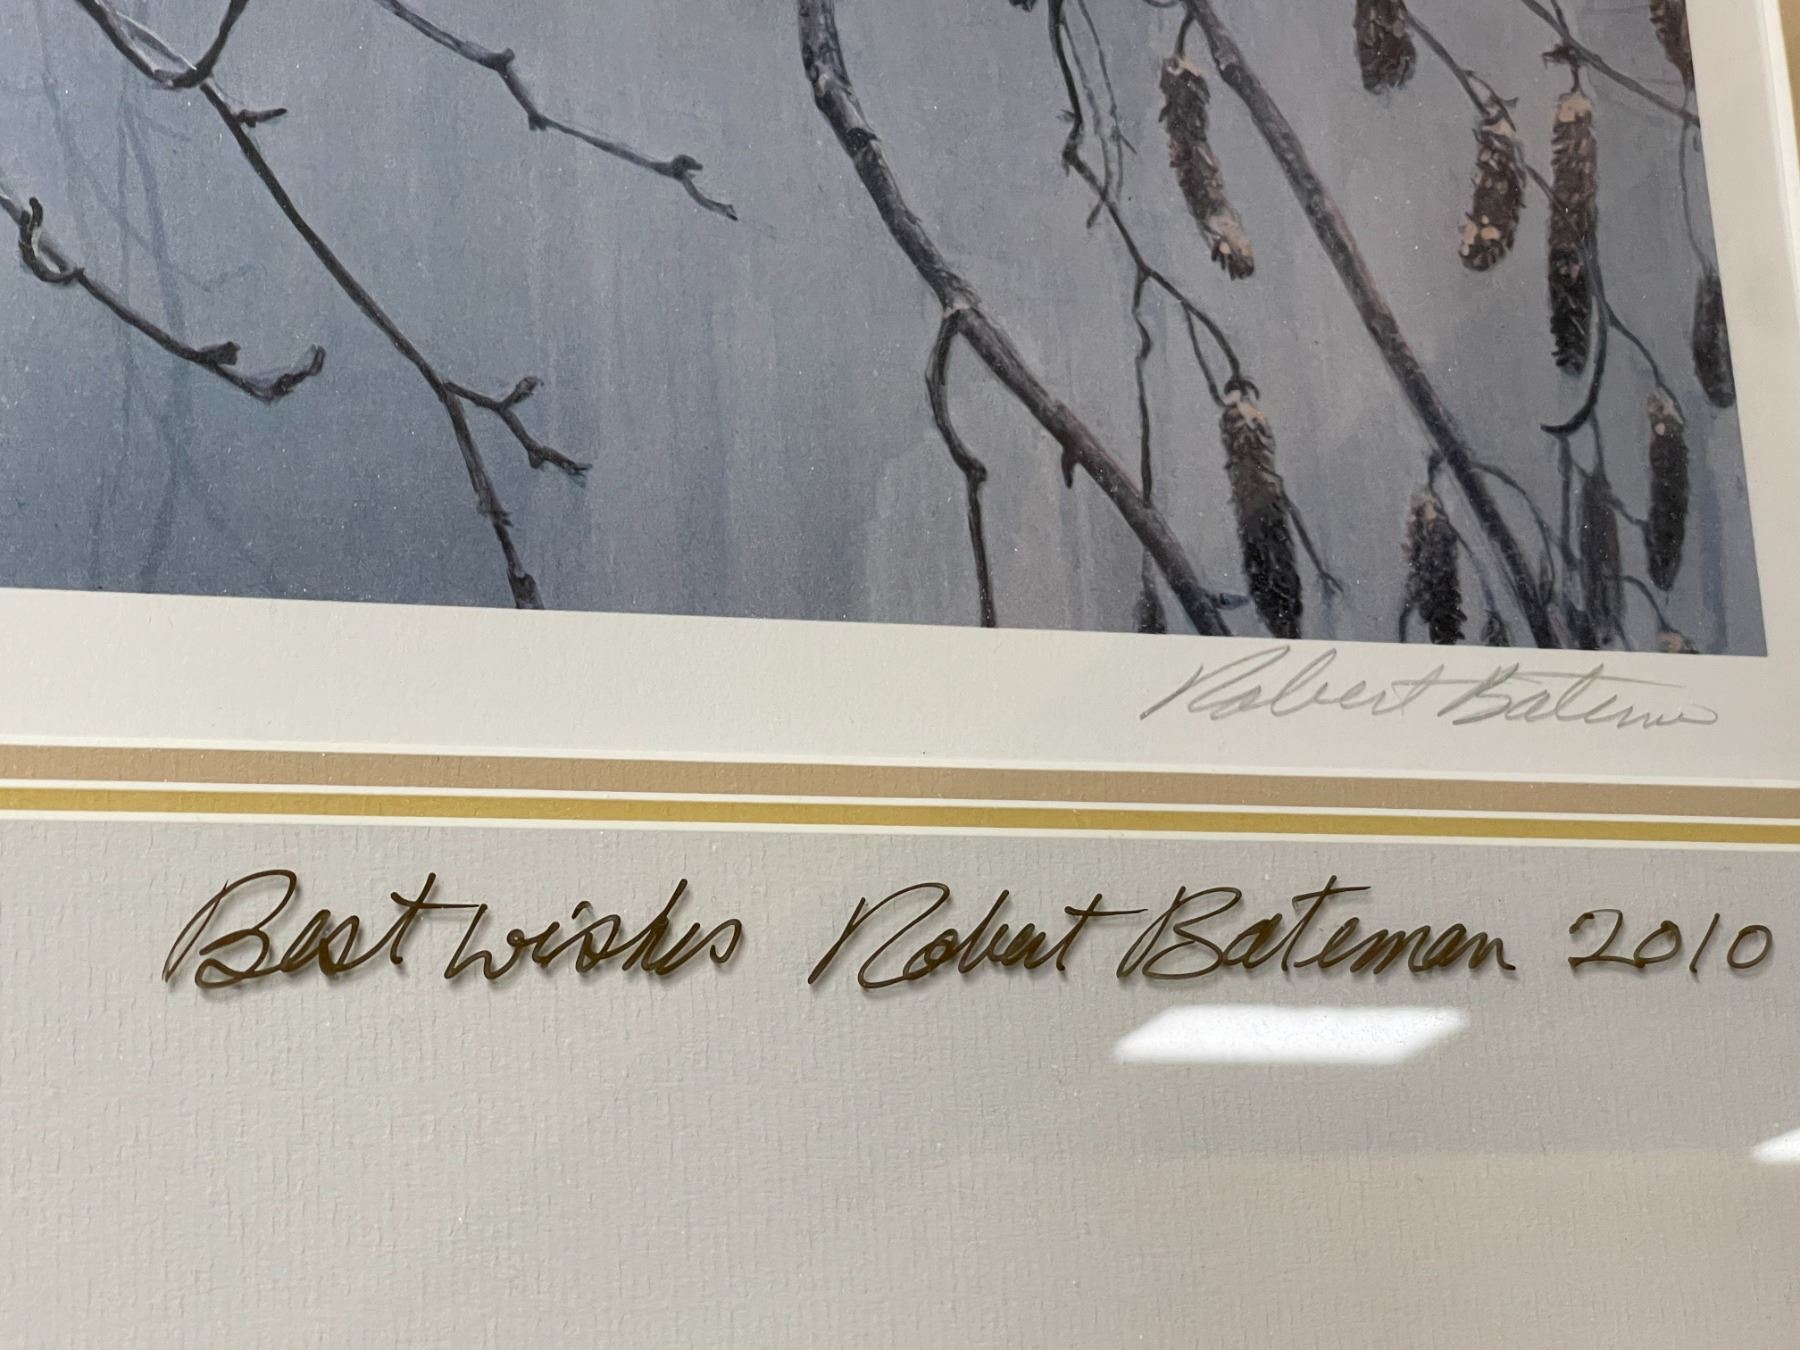 Robert Bateman
Best wishes Robert Bateman 2010